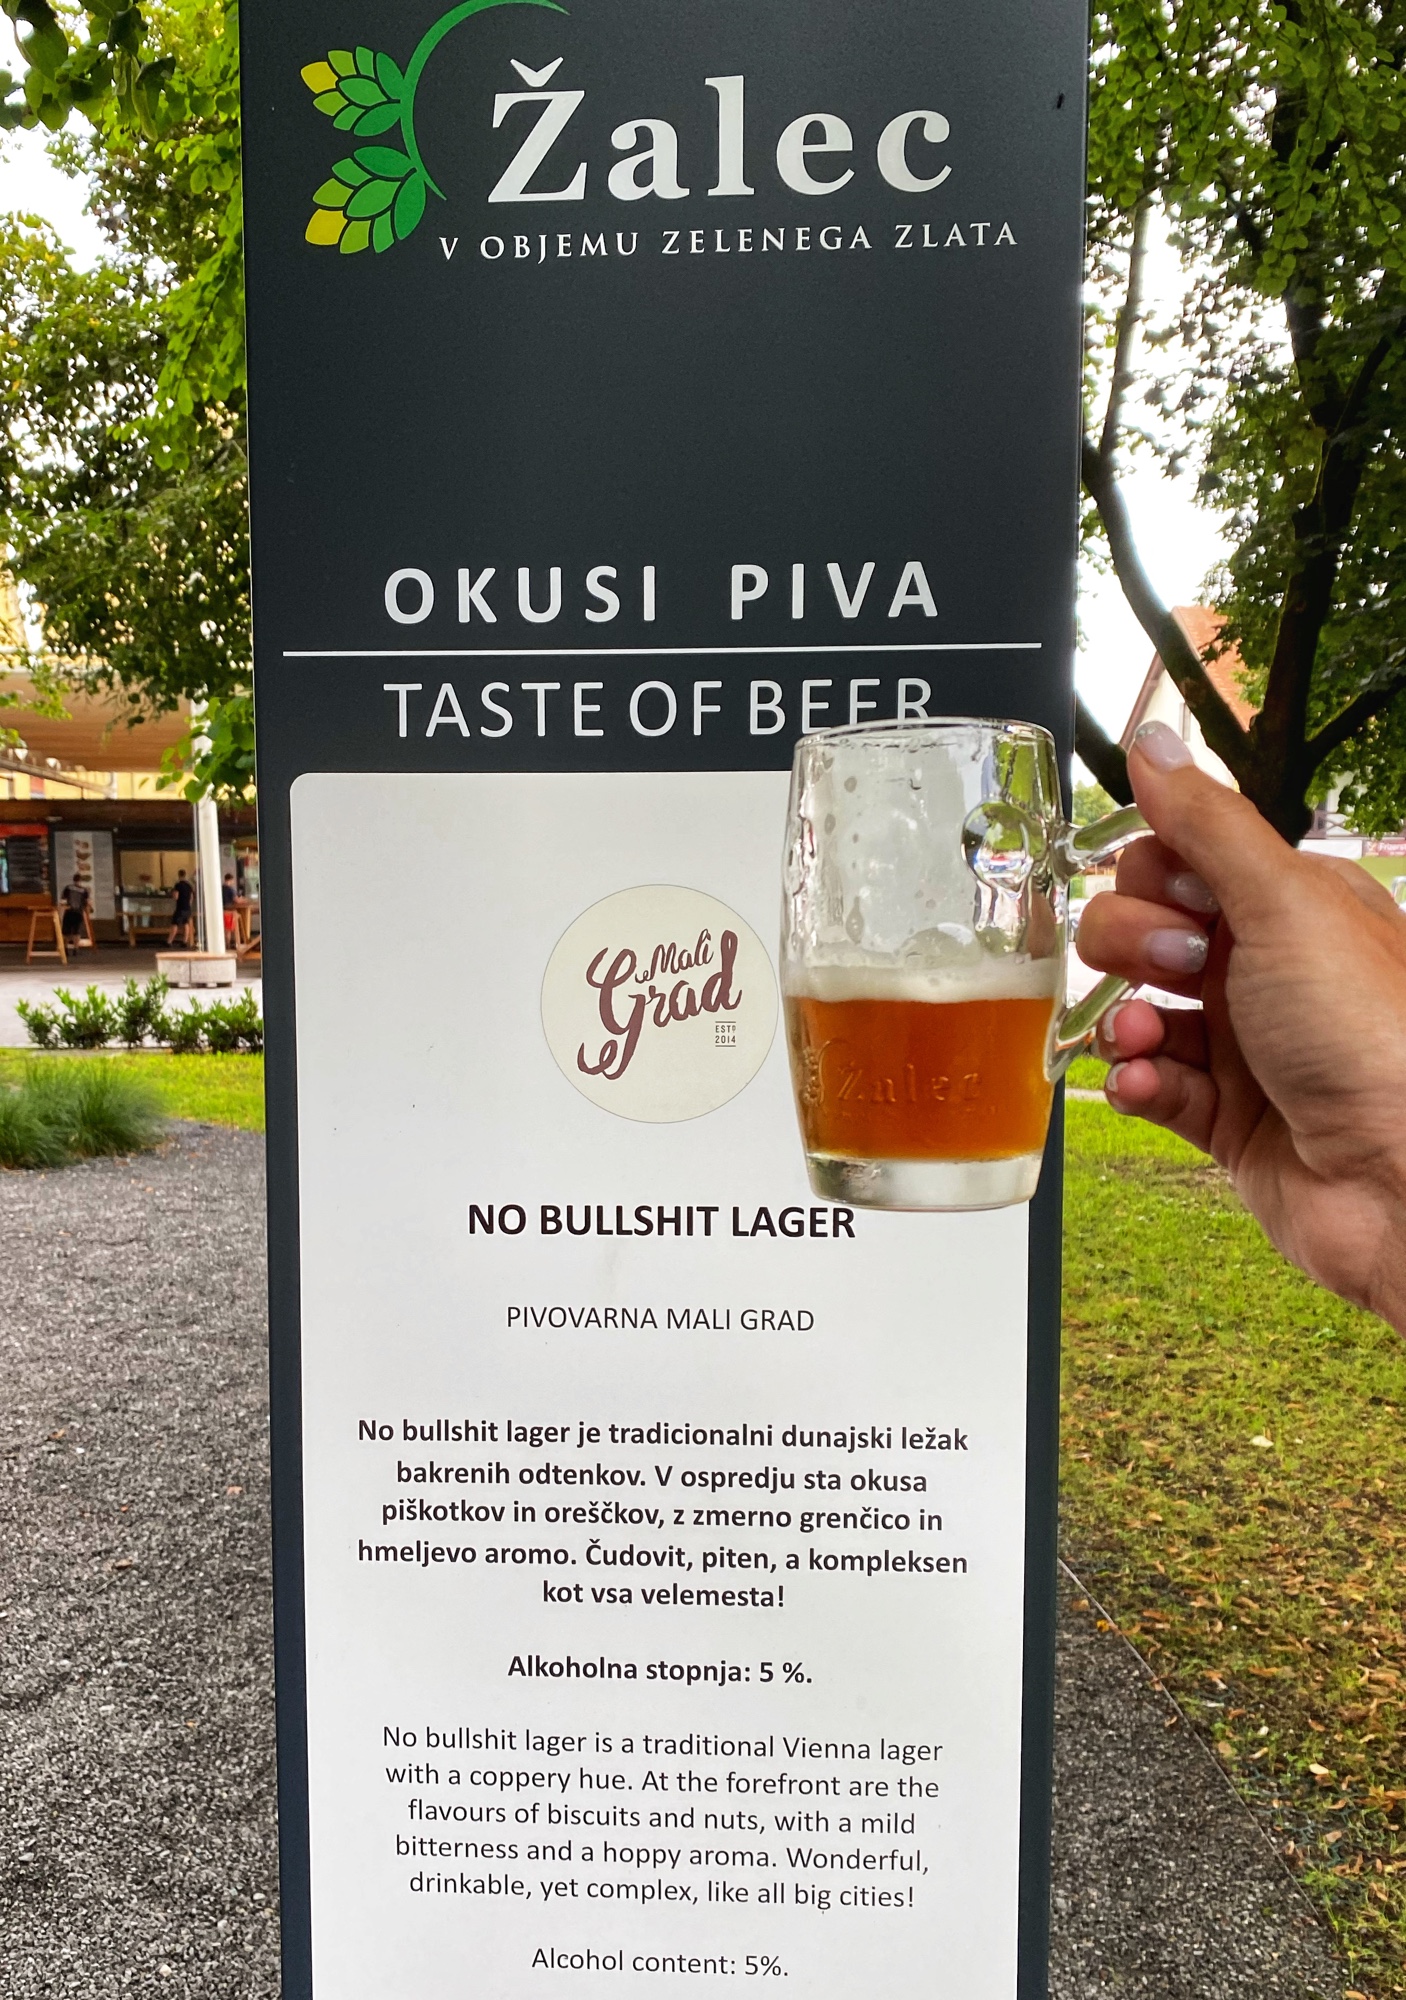 Žalec
V OBJEMU ZELENEGA ZLATA
OKUSI PIVA
TASTE OF BEER
Mali
Grad
ESTD
2014
Žalec
NO BULLSHIT LAGER
PIVOVARNA MALI GRAD
No bullshit lager je tradicionalni dunajski ležak
bakrenih odtenkov. V ospredju sta okusa
piškotkov in oreščkov, z zmerno grenčico in
hmeljevo aromo. Čudovit, piten, a kompleksen
kot vsa velemesta!
Alkoholna stopnja: 5 %.
No bullshit lager is a traditional Vienna lager
with a coppery hue. At the forefront are the
flavours of biscuits and nuts, with a mild
bitterness and a hoppy aroma. Wonderful,
drinkable, yet complex, like all big cities!
Alcohol content: 5%.